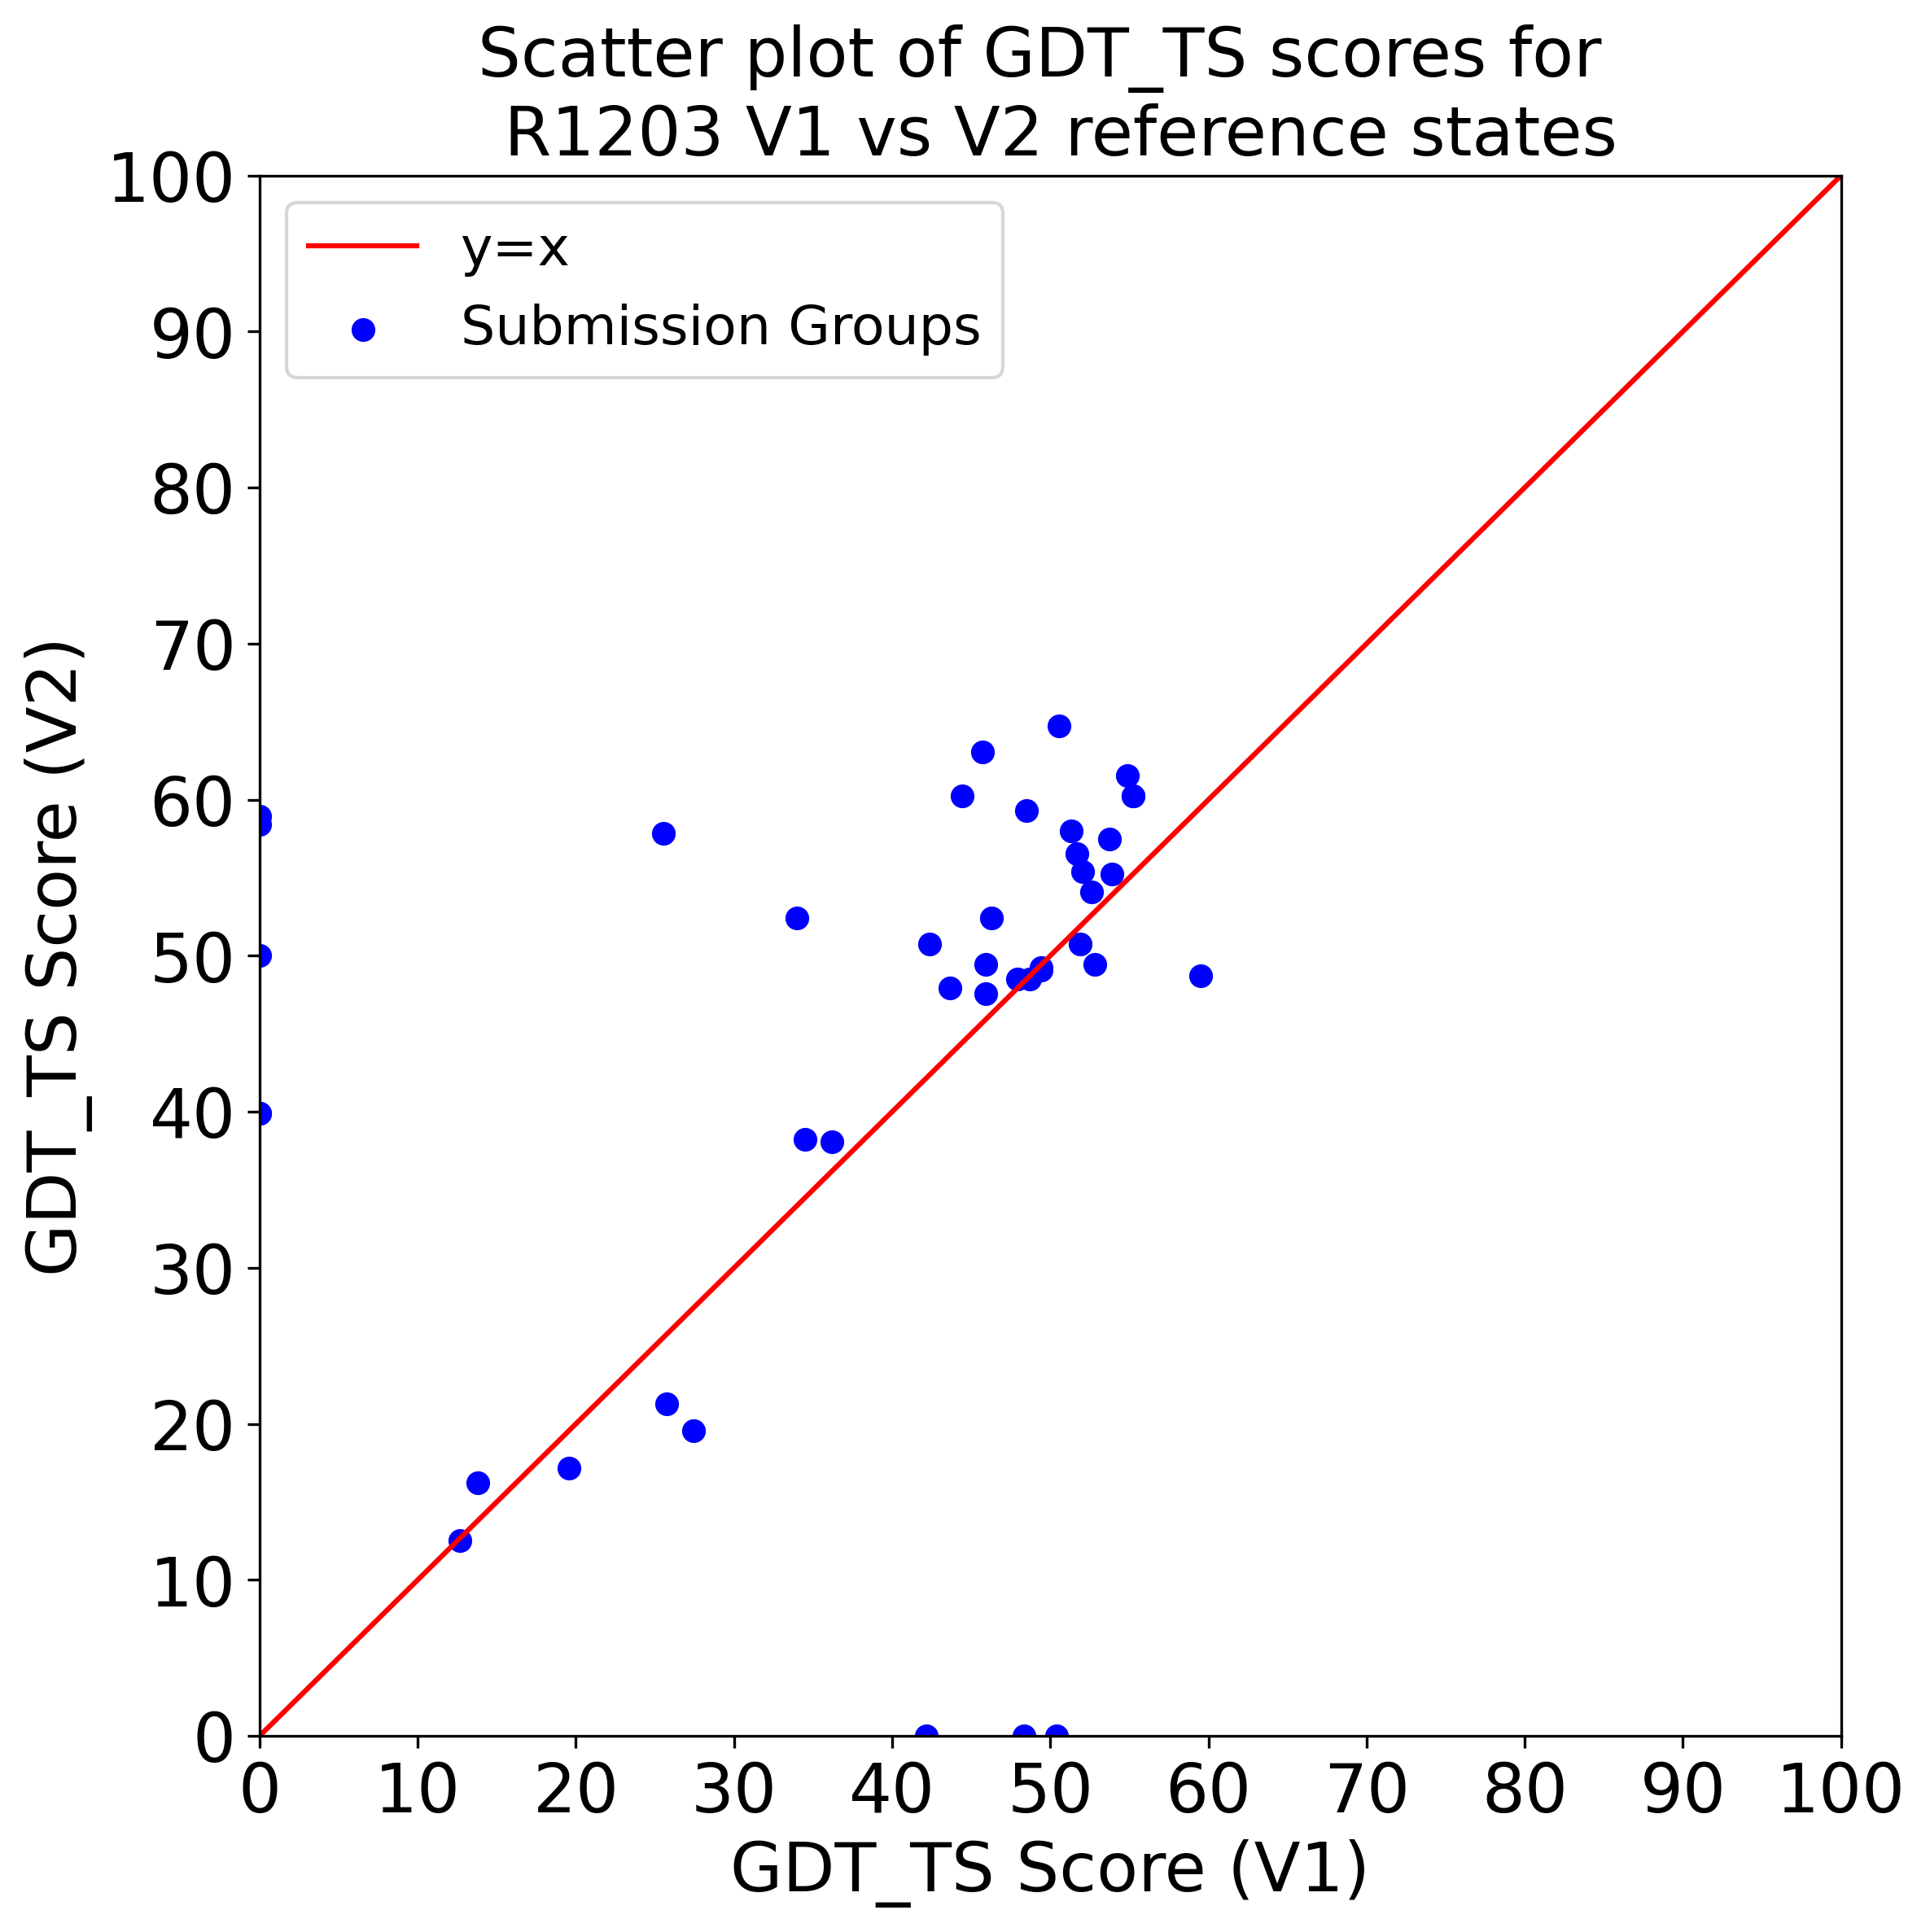 Scatter plot of GDT_TS scores for
R1203 V1 vs V2 reference states
y=x
Submission Groups
GDT_TS Score (V2)
100
90
80
70
60
50
40
30
20
10
0
0 10 20 30 40 50 60 70 80 90 100
GDT_TS Score (V1)